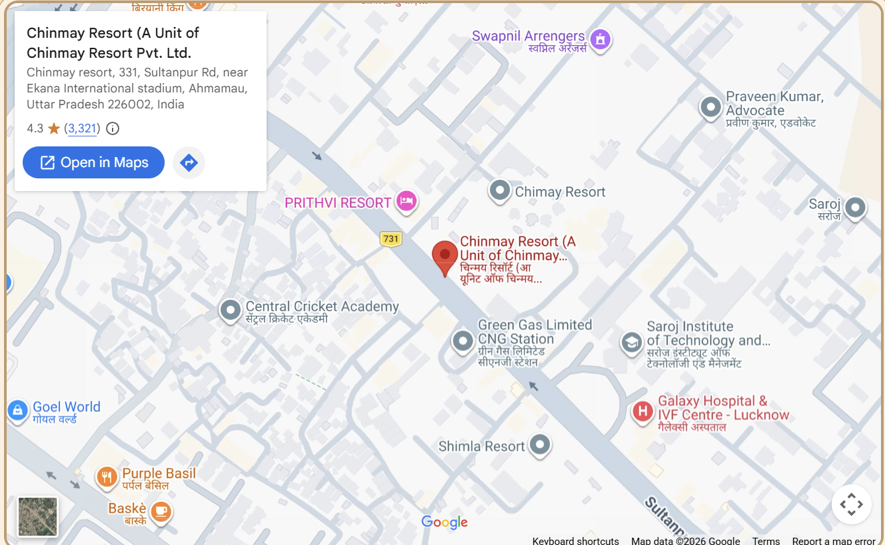 बिरयानी किंग
Chinmay Resort (A Unit of
Chinmay Resort Pvt. Ltd.
Chinmay resort, 331, Sultanpur Rd, near
Ekana International stadium, Ahmamau,
Uttar Pradesh 226002, India
4.3 ★ (3,321)
Open in Maps
Swapnil Arrengers
स्वप्निल अरेंजर्स
Praveen Kumar,
Advocate
प्रवीण कुमार, एडवोकेट
PRITHVI RESORT
Chimay Resort
Saroj
सरोज
731
Chinmay Resort (A
Unit of Chinmay...
चिन्मय रिसॉर्ट (आ
यूनिट ऑफ चिन्मय...
Central Cricket Academy
सेंट्रल क्रिकेट एकेडमी
Green Gas Limited
CNG Station
ग्रीन गैस लिमिटेड
सीएनजी स्टेशन
Saroj Institute
of Technology and...
सरोज इंस्टीट्यूट ऑफ
टेक्नोलॉजी एंड मैनेजमेंट
Goel World
गोयल वर्ल्ड
Galaxy Hospital &
IVF Centre - Lucknow
गैलेक्सी अस्पताल
Shimla Resort
Purple Basil
पर्पल बेसिल
Baskè
बास्के
Google
Keyboard shortcuts Map data ©2026 Google Terms Report a map error